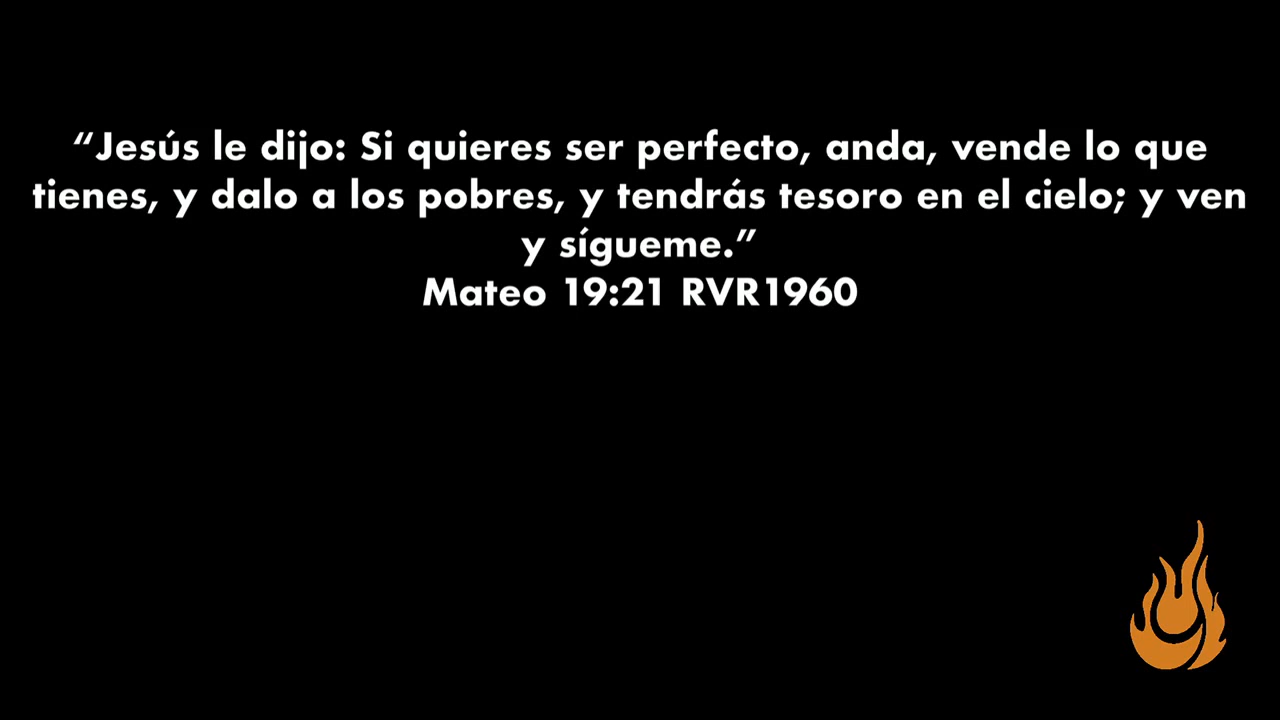 “Jesús le dijo: Si quieres ser perfecto, anda, vende lo que
tienes, y dalo a los pobres, y tendrás tesoro en el cielo; y ven
y sígueme.”
Mateo 19:21 RVR1960